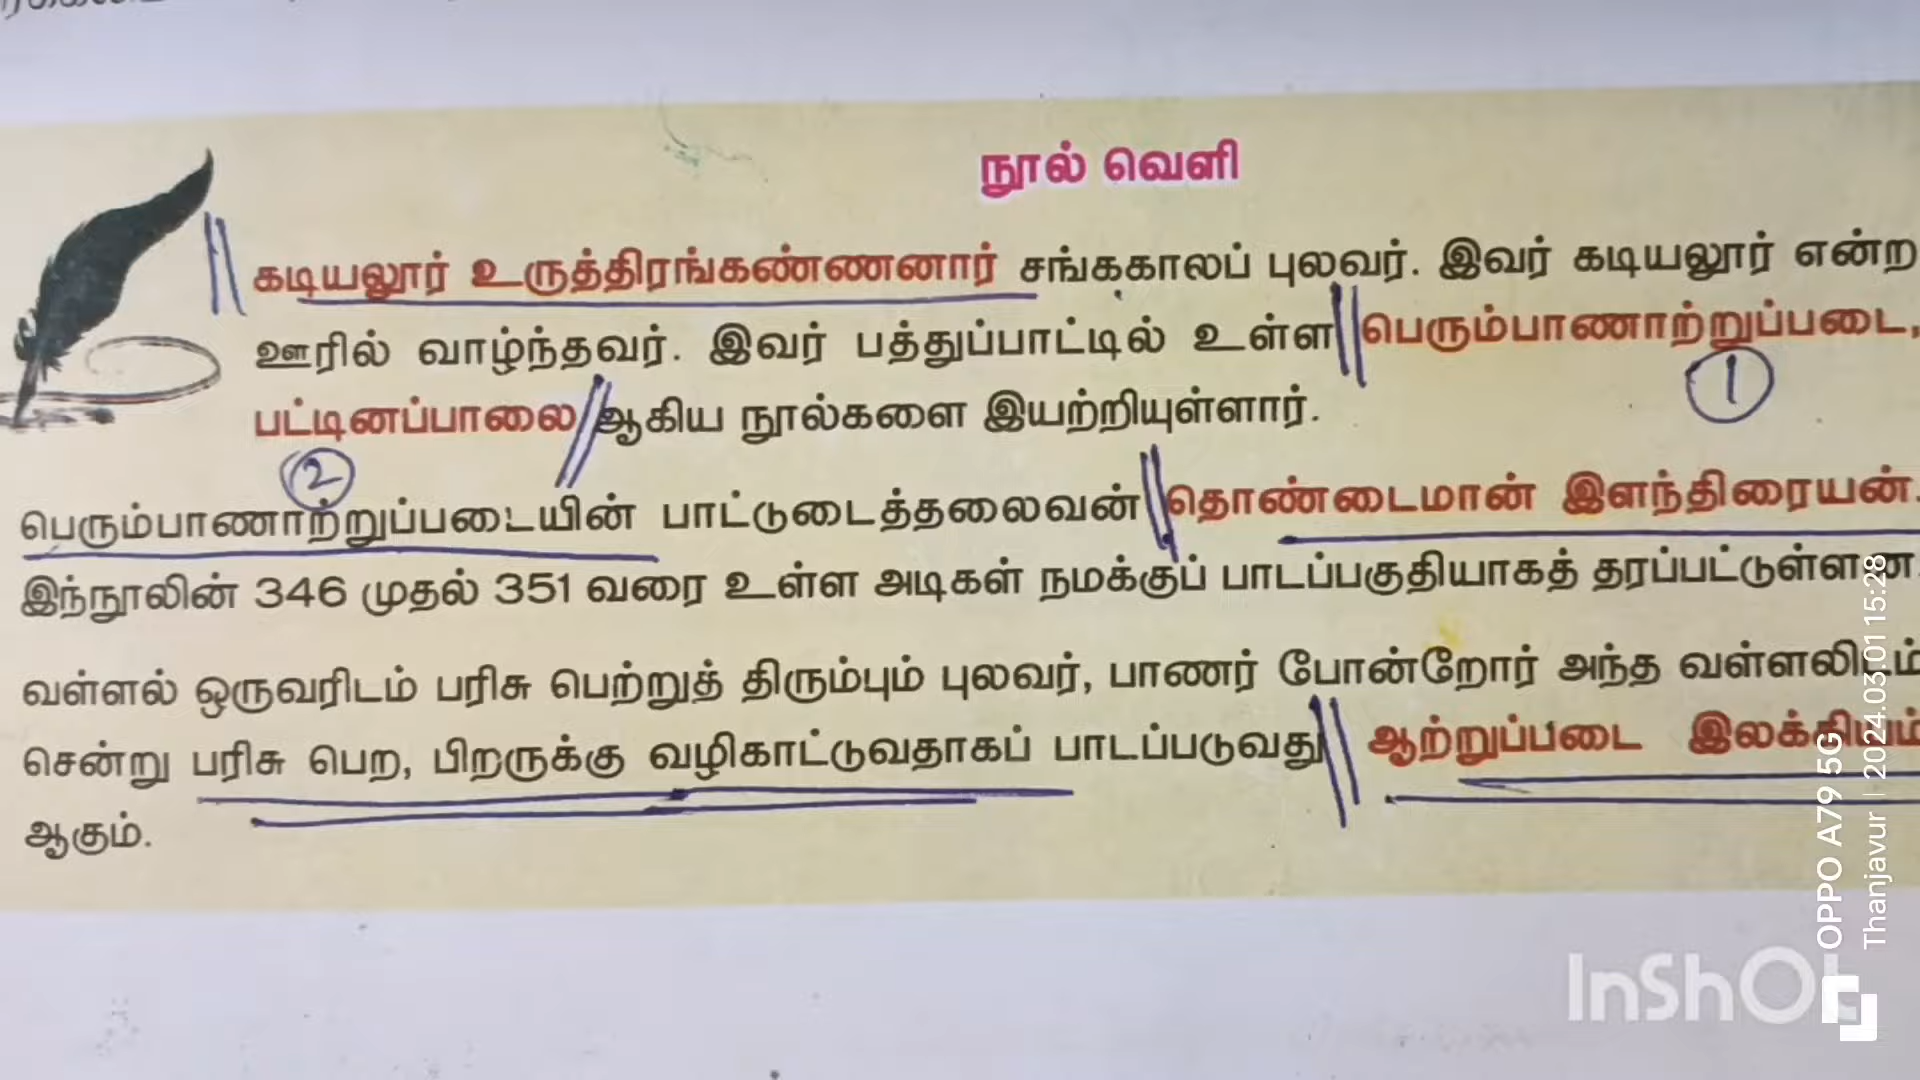 நூல் வெளி
கடியலூர் உருத்திரங்கண்ணனார் சங்ககாலப் புலவர். இவர் கடியலூர் என்ற
ஊரில் வாழ்ந்தவர். இவர் பத்துப்பாட்டில் உள்ள பெரும்பாணாற்றுப்படை,
1
பட்டினப்பாலை ஆகிய நூல்களை இயற்றியுள்ளார்.
2
பெரும்பாணாற்றுப்படையின் பாட்டுடைத்தலைவன் தொண்டைமான் இளந்திரையன்.
இந்நூலின் 346 முதல் 351 வரை உள்ள அடிகள் நமக்குப் பாடப்பகுதியாகத் தரப்பட்டுள்ளன.
வள்ளல் ஒருவரிடம் பரிசு பெற்றுத் திரும்பும் புலவர், பாணர் போன்றோர் அந்த வள்ளலிடம்
சென்று பரிசு பெற, பிறருக்கு வழிகாட்டுவதாகப் பாடப்படுவது ஆற்றுப்படை இலக்கியம்
ஆகும்.
OPPO A79 5G
Thanjavur | 2024.03.01 15:28
InShOt